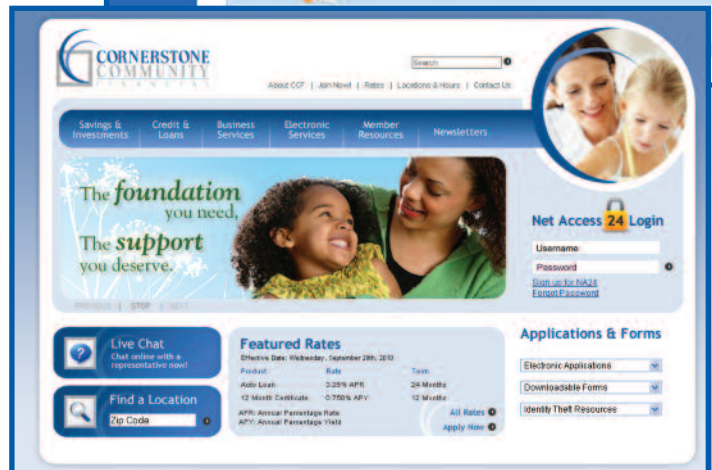 CORNERSTONE
COMMUNITY
FINANCIAL
Search
About CCF | Join Now! | Rates | Locations & Hours | Contact Us
Savings & Investments
Credit & Loans
Business Services
Electronic Services
Member Resources
Newsletters
The foundation
you need,
The support
you deserve.
PREVIOUS | STOP | NEXT
Net Access 24 Login
Username
Password
Sign up for NA24
Forgot Password
Live Chat
Chat online with a
representative now!
Find a Location
Zip Code
Featured Rates
Effective Date: Wednesday, September 29th, 2010
Product Rate Term
Auto Loan 3.25% APR 24 Months
12 Month Certificate 0.750% APY 12 Months
APR: Annual Percentage Rate
APY: Annual Percentage Yield
All Rates
Apply Now
Applications & Forms
Electronic Applications
Downloadable Forms
Identity Theft Resources